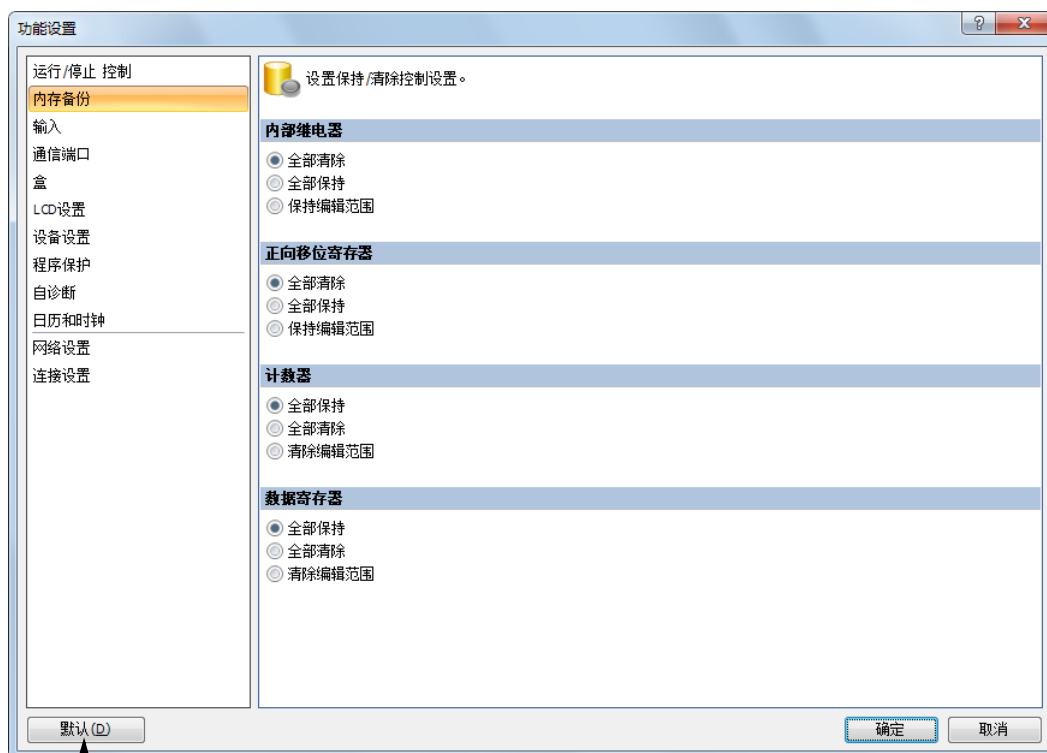 功能设置
运行/停止 控制
内存备份
输入
通信端口
盒
LCD设置
设备设置
程序保护
自诊断
日历和时钟
网络设置
连接设置
设置保持/清除控制设置。
内部继电器
全部清除
全部保持
保持编辑范围
正向移位寄存器
全部清除
全部保持
保持编辑范围
计数器
全部保持
全部清除
清除编辑范围
数据寄存器
全部保持
全部清除
清除编辑范围
默认(D)
确定
取消